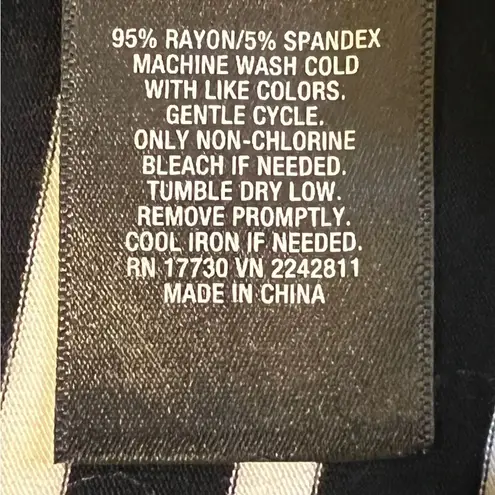 95% RAYON/5% SPANDEX
MACHINE WASH COLD
WITH LIKE COLORS.
GENTLE CYCLE.
ONLY NON-CHLORINE
BLEACH IF NEEDED.
TUMBLE DRY LOW.
REMOVE PROMPTLY.
COOL IRON IF NEEDED.
RN 17730 VN 2242811
MADE IN CHINA